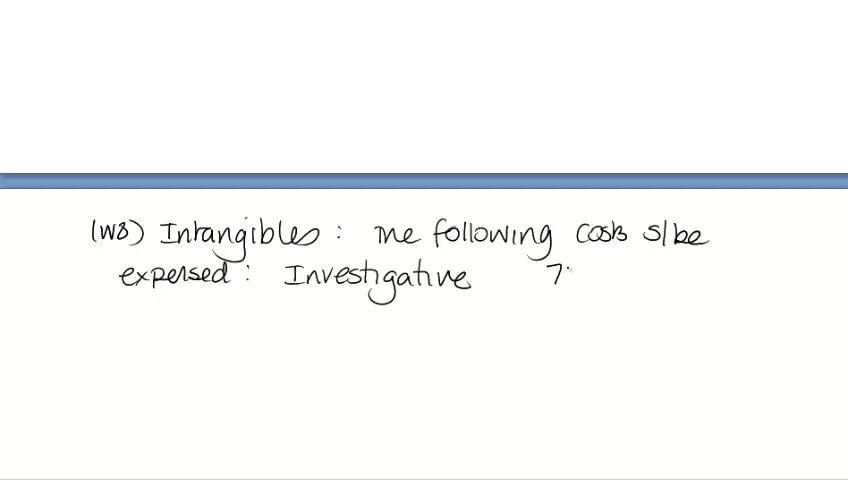 (W8) Intangibles : The following costs s/be
expensed : Investigative 7